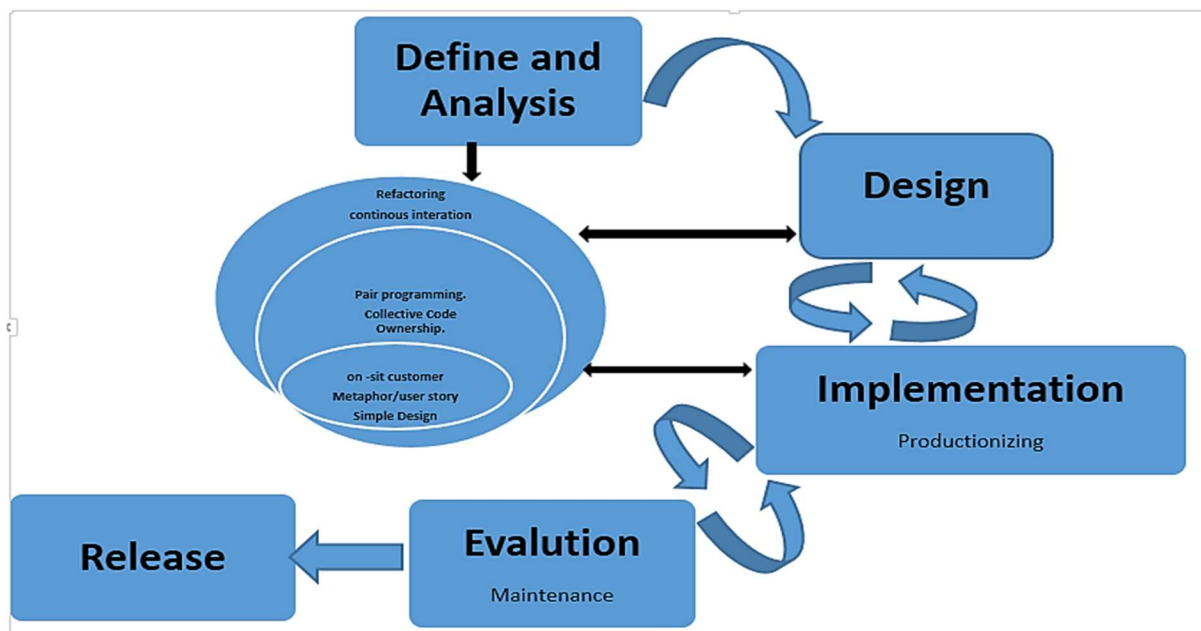 Define and
Analysis
Design
Refactoring
continous interation
Pair programming.
Collective Code
Ownership.
on -sit customer
Metaphor/user story
Simple Design
Implementation
Productionizing
Evalution
Maintenance
Release